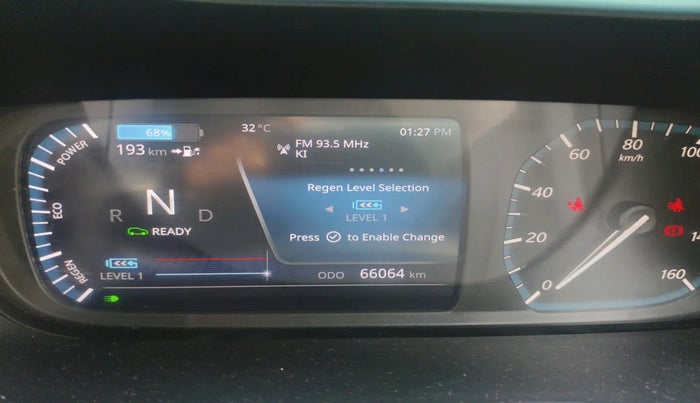 68%
32 °C
01:27 PM
193 km
FM 93.5 MHz
KI
POWER
ECO
REGEN
R N D
READY
Regen Level Selection
LEVEL 1
Press to Enable Change
LEVEL 1
ODO 66064 km
0
20
40
60
80
100
14
160
km/h